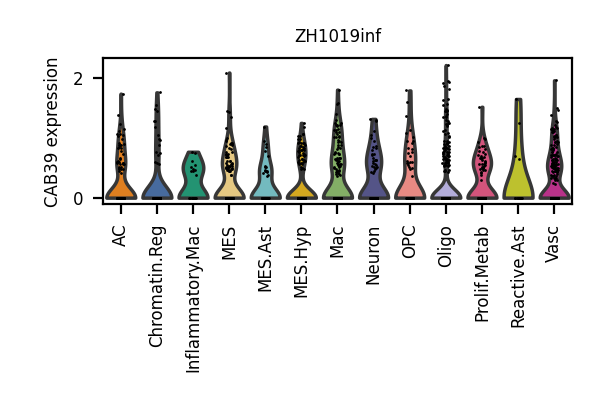 ZH1019inf
CAB39 expression
2
0
AC
Chromatin.Reg
Inflammatory.Mac
MES
MES.Ast
MES.Hyp
Mac
Neuron
OPC
Oligo
Prolif.Metab
Reactive.Ast
Vasc